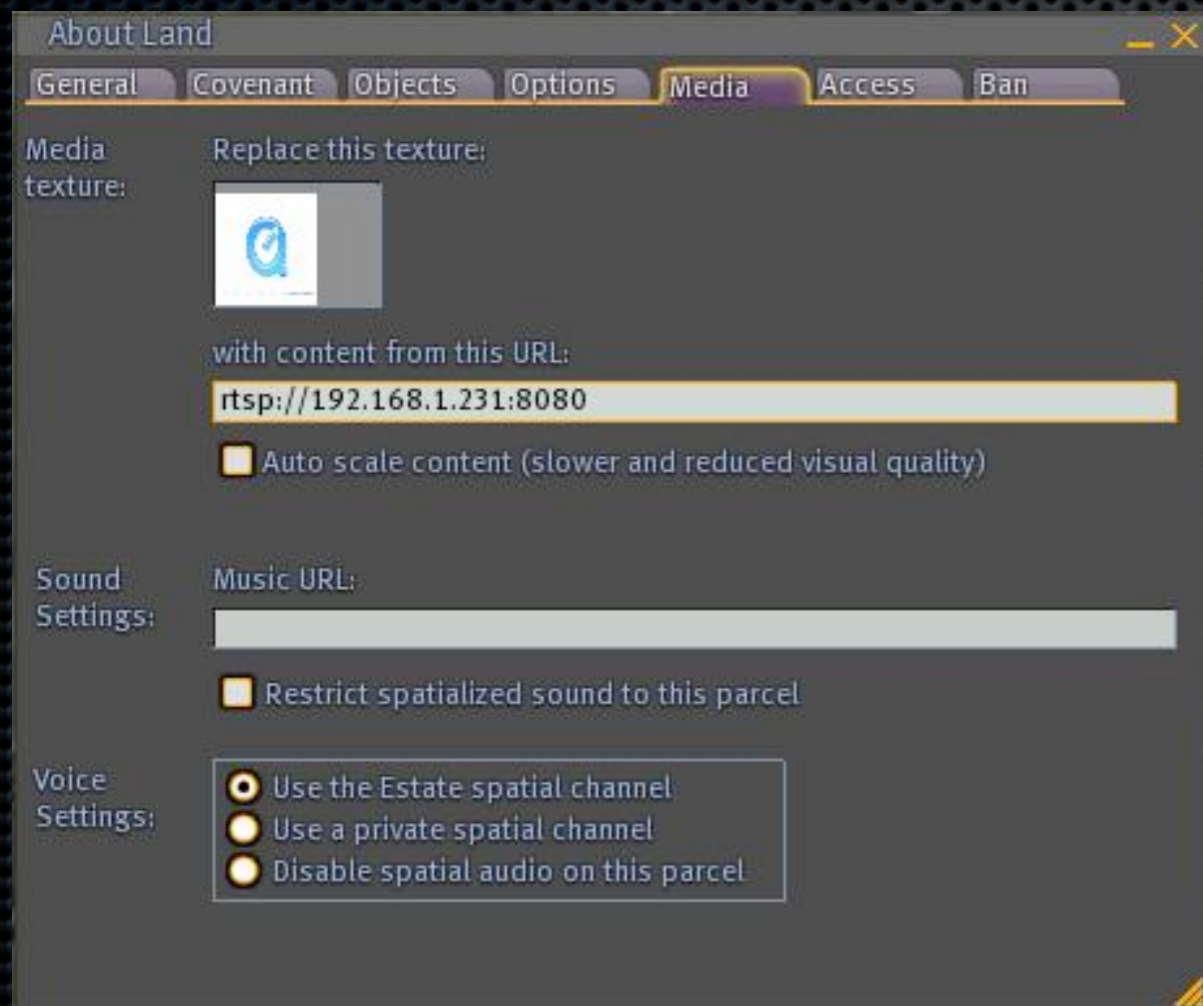 About Land
General Covenant Objects Options Media Access Ban
Media
texture:
Replace this texture:
with content from this URL:
rtsp://192.168.1.231:8080
Auto scale content (slower and reduced visual quality)
Sound
Settings:
Music URL:
Restrict spatialized sound to this parcel
Voice
Settings:
Use the Estate spatial channel
Use a private spatial channel
Disable spatial audio on this parcel